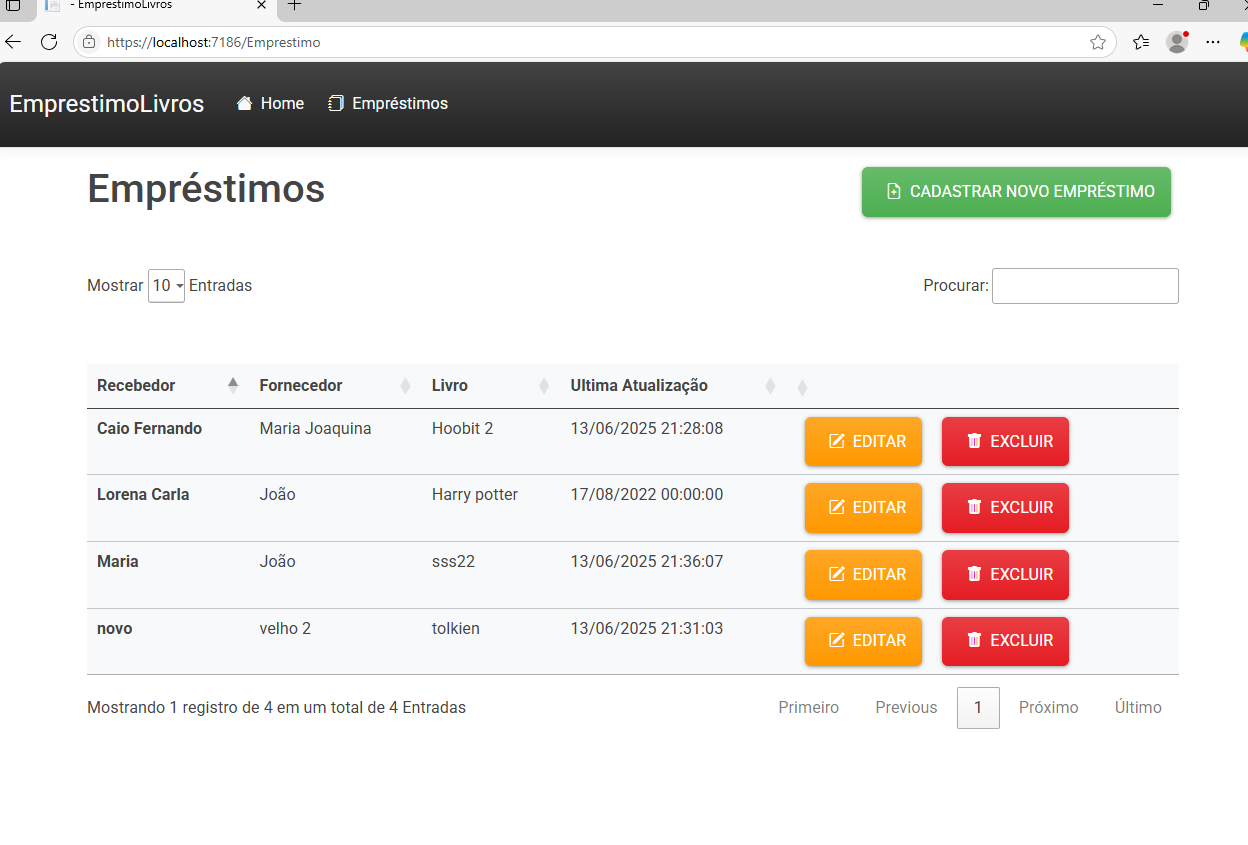 - EmprestimoLivros
https://localhost:7186/Emprestimo
EmprestimoLivros Home Empréstimos
Empréstimos
CADASTRAR NOVO EMPRÉSTIMO
Mostrar 10 Entradas
Procurar:
Recebedor Fornecedor Livro Ultima Atualização
Caio Fernando Maria Joaquina Hoobit 2 13/06/2025 21:28:08 EDITAR EXCLUIR
Lorena Carla João Harry potter 17/08/2022 00:00:00 EDITAR EXCLUIR
Maria João sss22 13/06/2025 21:36:07 EDITAR EXCLUIR
novo velho 2 tolkien 13/06/2025 21:31:03 EDITAR EXCLUIR
Mostrando 1 registro de 4 em um total de 4 Entradas
Primeiro Previous 1 Próximo Último